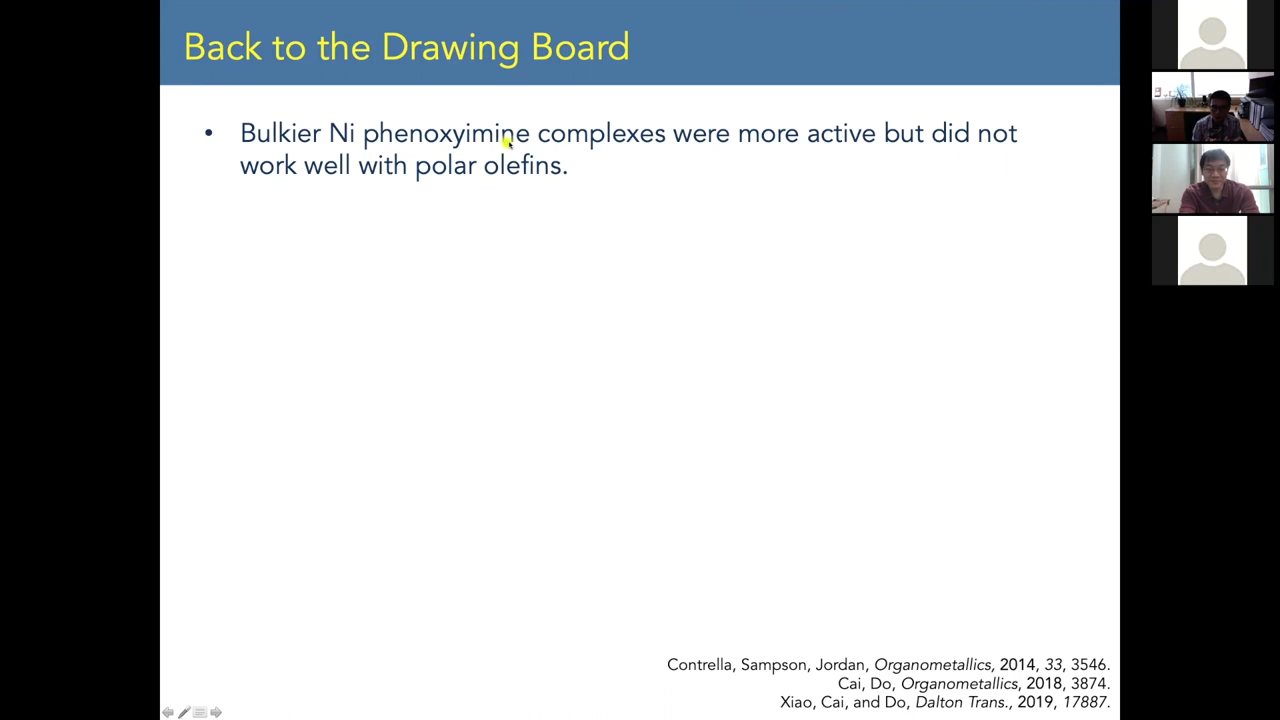 Back to the Drawing Board
• Bulkier Ni phenoxyimine complexes were more active but did not
work well with polar olefins.
Contrella, Sampson, Jordan, Organometallics, 2014, 33, 3546.
Cai, Do, Organometallics, 2018, 3874.
Xiao, Cai, and Do, Dalton Trans., 2019, 17887.